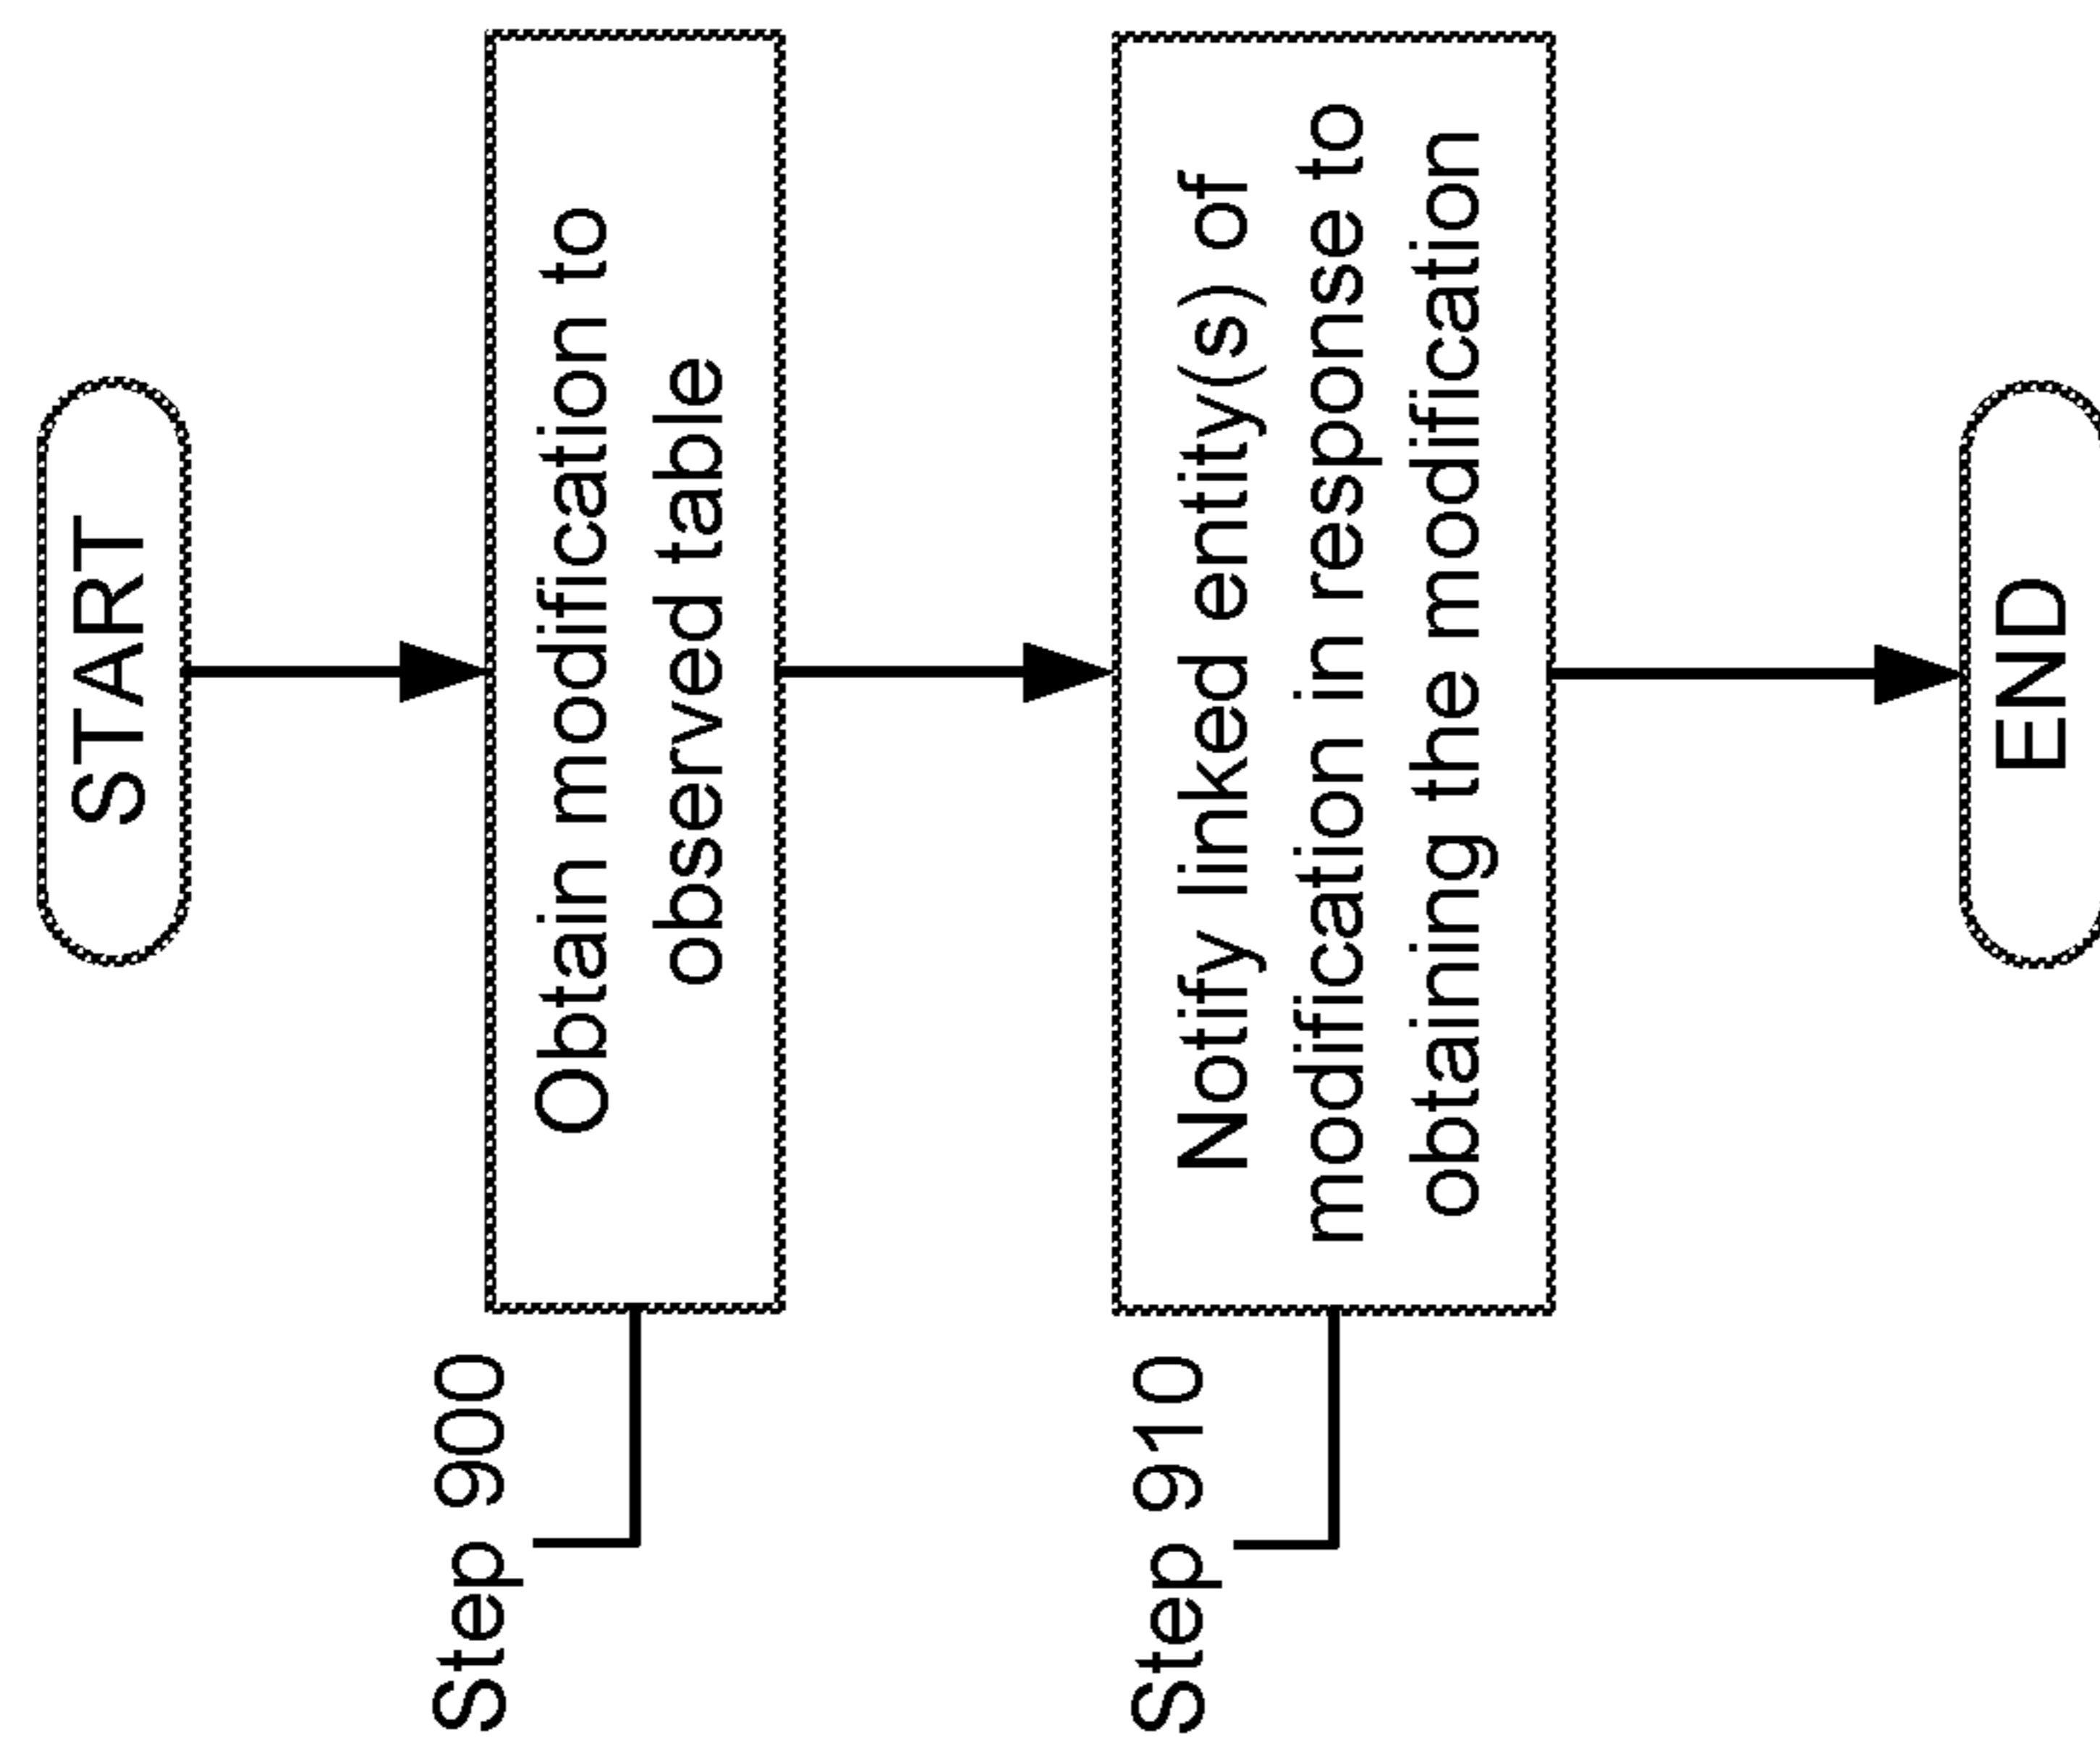 START
Step 900
Obtain modification to
observed table
Step 910
Notify linked entity(s) of
modification in response to
obtaining the modification
END